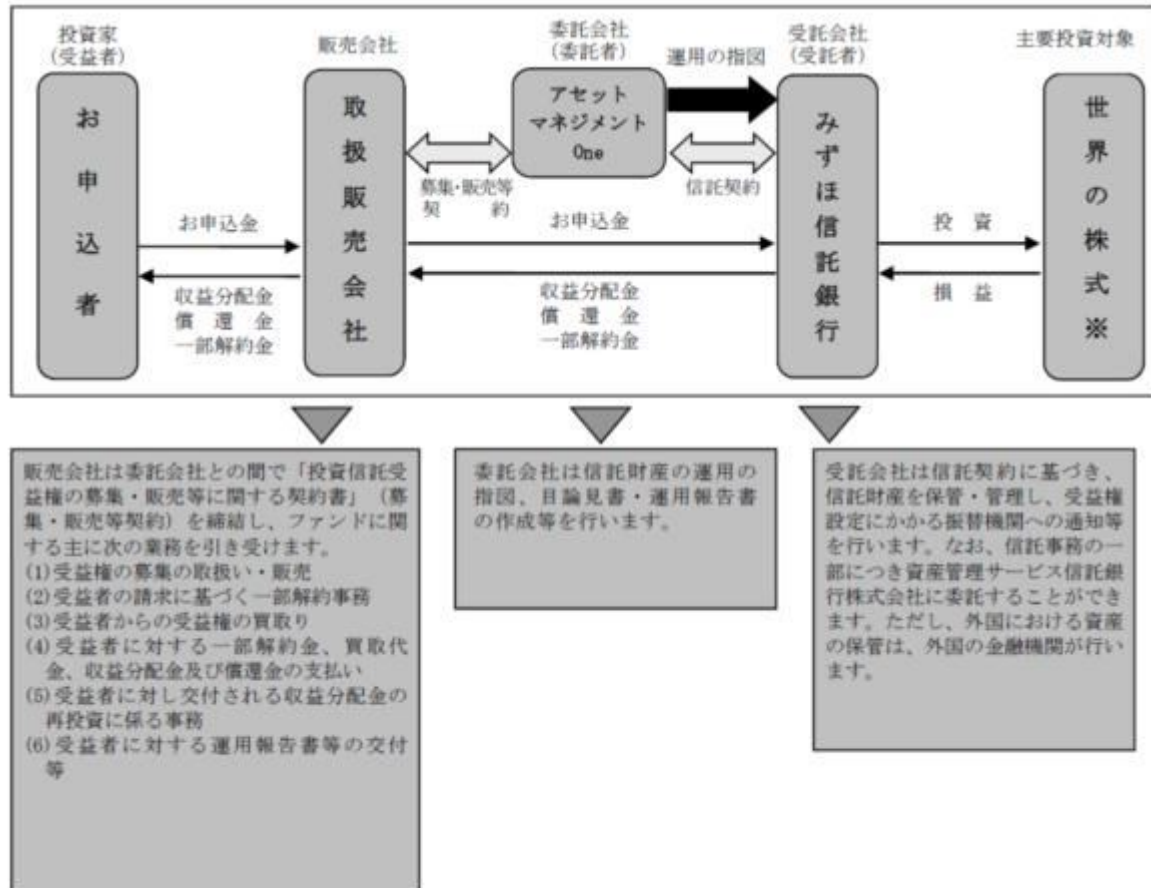 投資家
(受益者)
販売会社
委託会社
(委託者)
運用の指図
受託会社
(受託者)
主要投資対象
お申込者
取扱販売会社
アセット
マネジメント
One
みずほ信託銀行
世界の株式※
募集・販売等
契　約
信託契約
お申込金
お申込金
投　資
収益分配金
償　還　金
一部解約金
収益分配金
償　還　金
一部解約金
損　益
販売会社は委託会社との間で「投資信託受
益権の募集・販売等に関する契約書」（募
集・販売等契約）を締結し、ファンドに関
する主に次の業務を引き受けます。
(1)受益権の募集の取扱い・販売
(2)受益者の請求に基づく一部解約事務
(3)受益者からの受益権の買取り
(4)受益者に対する一部解約金、買取代
金、収益分配金及び償還金の支払い
(5)受益者に対し交付される収益分配金の
再投資に係る事務
(6)受益者に対する運用報告書等の交付
等
委託会社は信託財産の運用の
指図、目論見書・運用報告書
の作成等を行います。
受託会社は信託契約に基づき、
信託財産を保管・管理し、受益権
設定にかかる振替機関への通知等
を行います。なお、信託事務の一
部につき資産管理サービス信託銀
行株式会社に委託することができ
ます。ただし、外国における資産
の保管は、外国の金融機関が行い
ます。